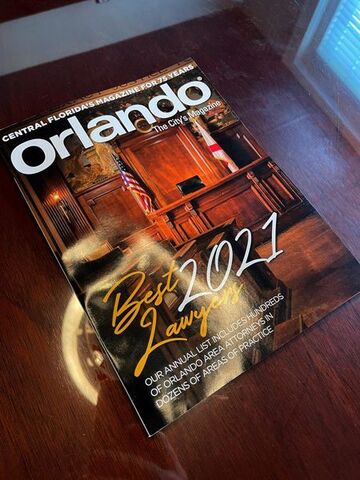 CENTRAL FLORIDA'S MAGAZINE FOR 75 YEARS
orlando®
The City's Magazine
Best 2021
Lawyers
OUR ANNUAL LIST INCLUDES HUNDREDS
OF ORLANDO AREA ATTORNEYS IN
DOZENS OF AREAS OF PRACTICE